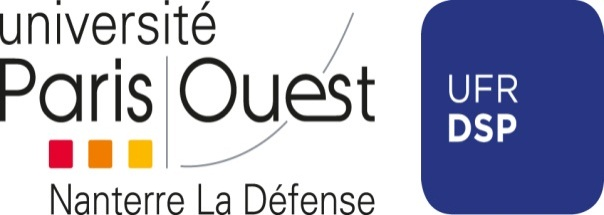 université
Paris Ouest
Nanterre La Défense
UFR
DSP